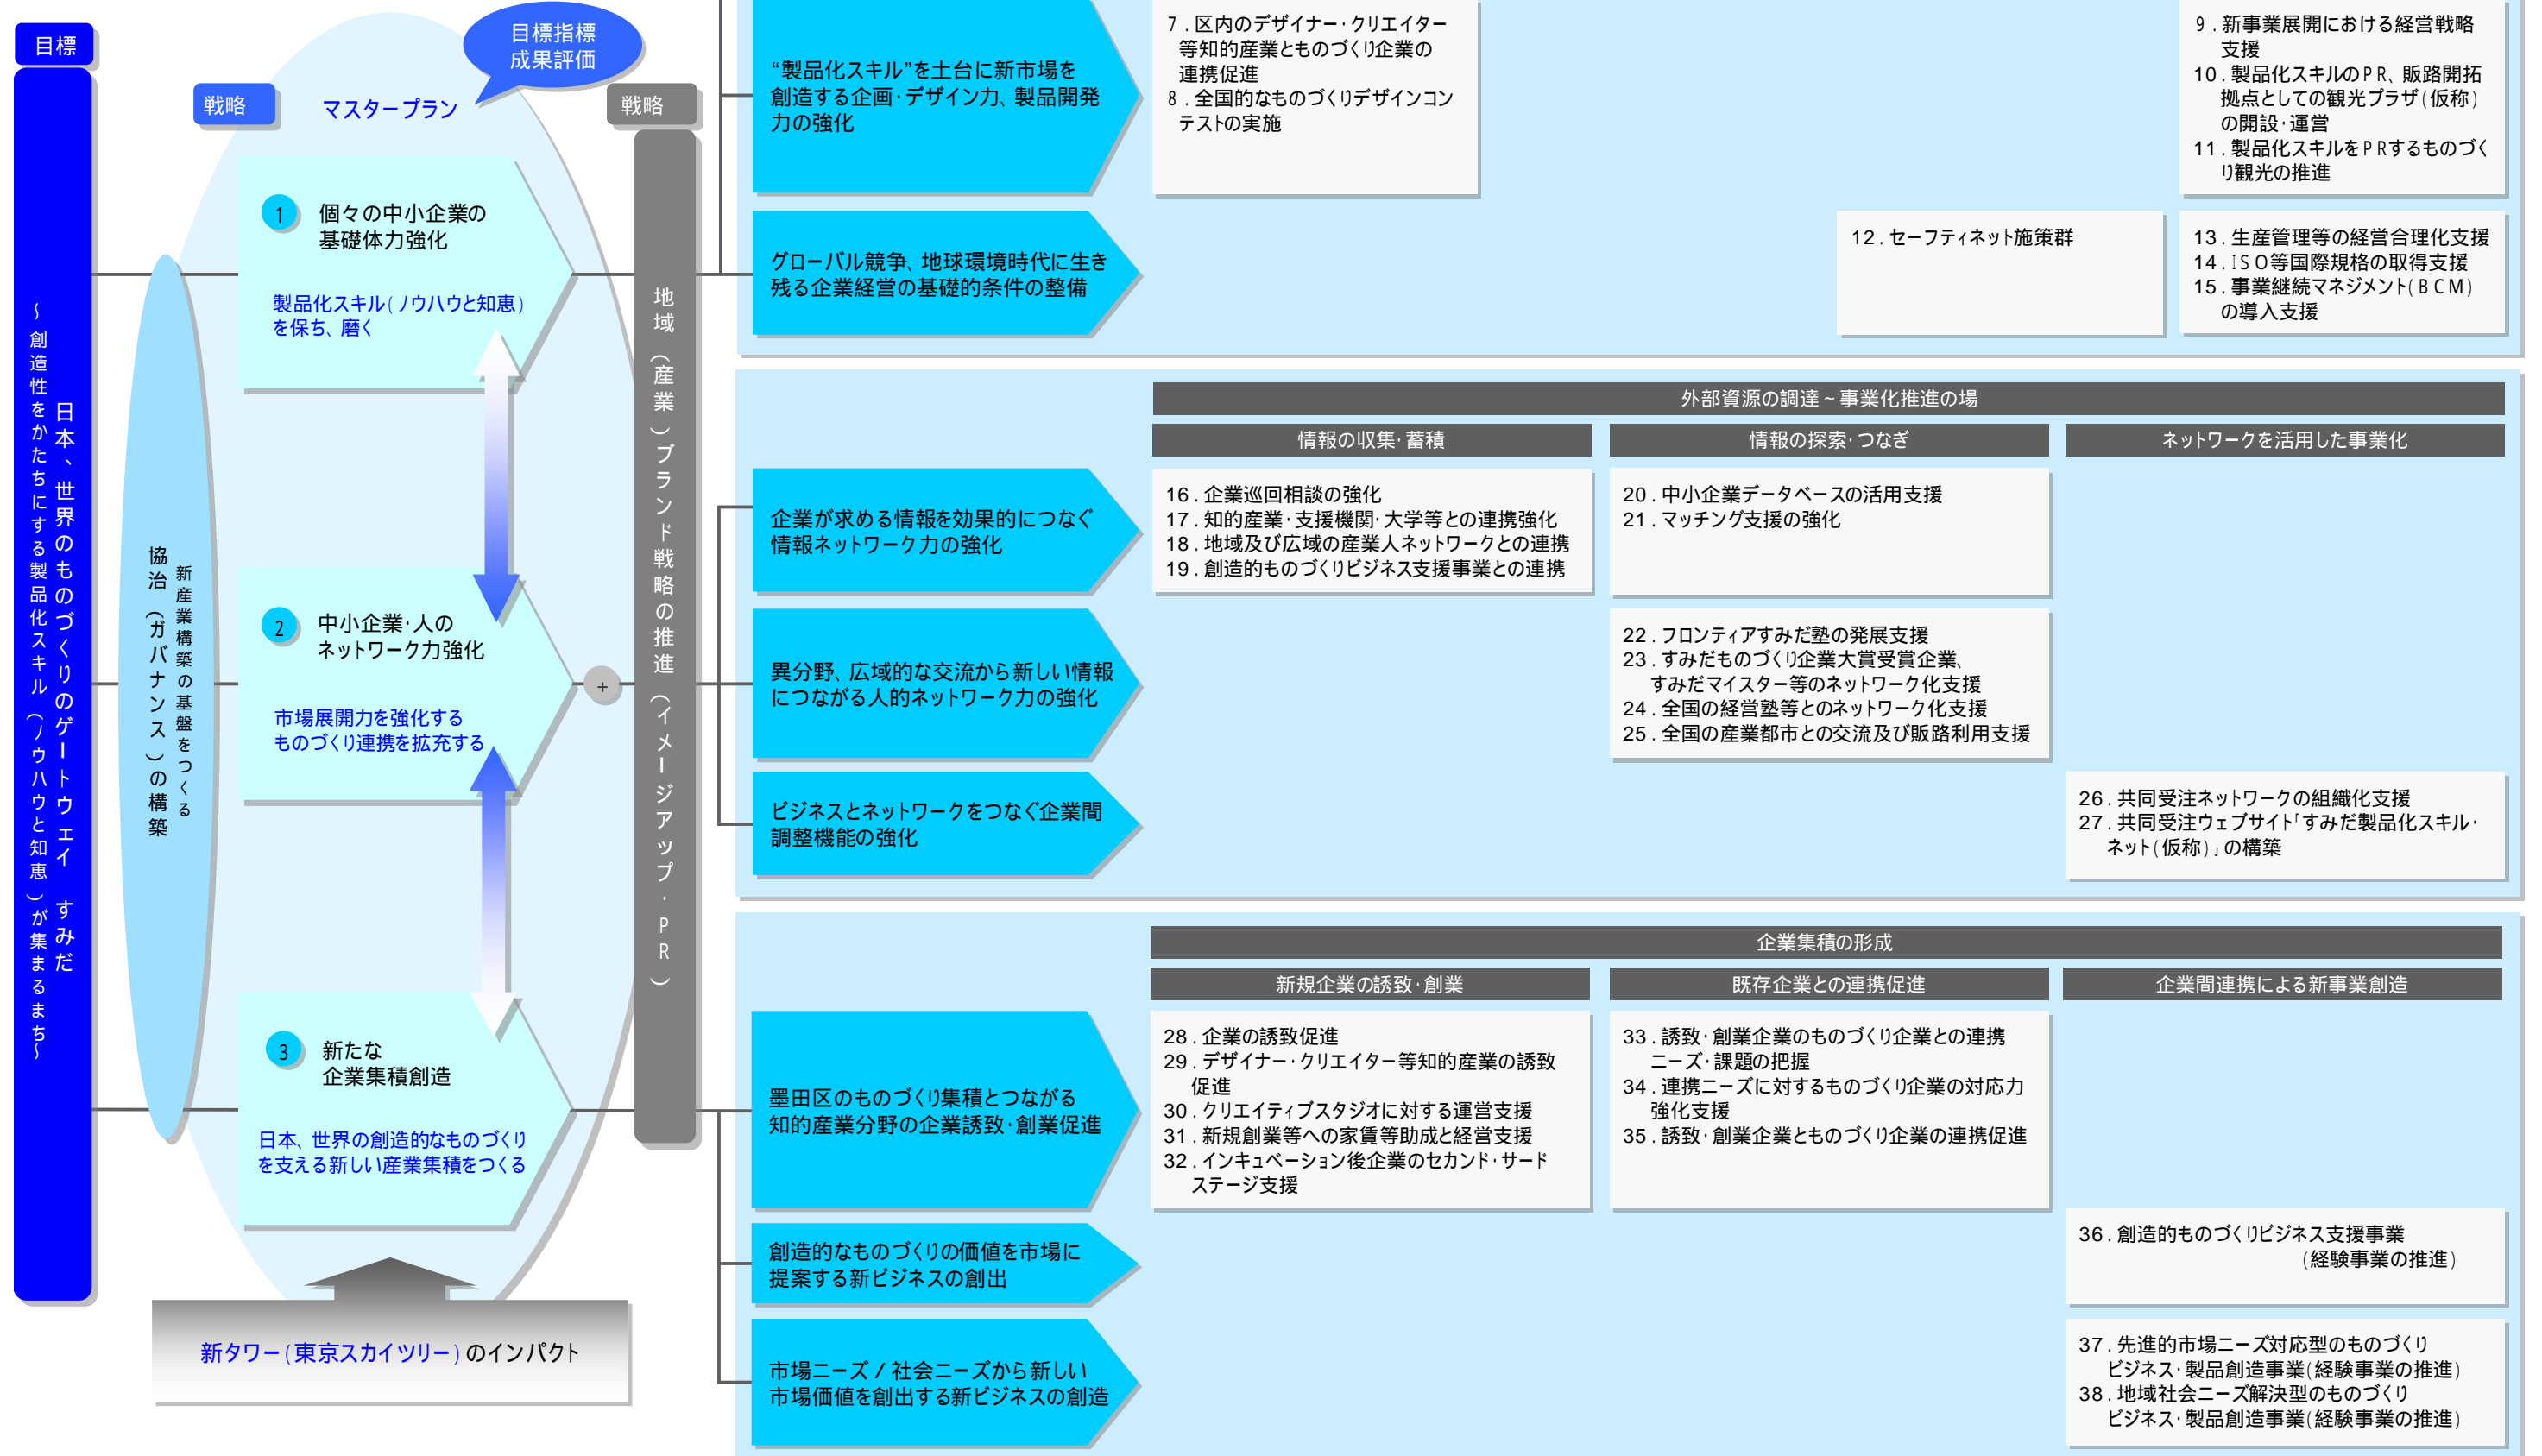 目標
日本、世界のものづくりのゲートウェイ　すみだ
～創造性をかたちにする製品化スキル（ノウハウと知恵）が集まるまち～
協治（ガバナンス）の構築
新産業構築の基盤をつくる
戦略
マスタープラン
目標指標
成果評価
1
個々の中小企業の
基礎体力強化
製品化スキル(ノウハウと知恵)
を保ち、磨く
2
中小企業・人の
ネットワーク力強化
市場展開力を強化する
ものづくり連携を拡充する
3
新たな
企業集積創造
日本、世界の創造的なものづくり
を支える新しい産業集積をつくる
新タワー(東京スカイツリー)のインパクト
+
戦略
地域（産業）ブランド戦略の推進（イメージアップ・PR）
“製品化スキル”を土台に新市場を
創造する企画・デザイン力、製品開発
力の強化
7．区内のデザイナー・クリエイター
等知的産業とものづくり企業の
連携促進
8．全国的なものづくりデザインコン
テストの実施
9．新事業展開における経営戦略
支援
10．製品化スキルのPR、販路開拓
拠点としての観光プラザ(仮称)
の開設・運営
11．製品化スキルをPRするものづく
り観光の推進
グローバル競争、地球環境時代に生き
残る企業経営の基礎的条件の整備
12．セーフティネット施策群
13．生産管理等の経営合理化支援
14．ISO等国際規格の取得支援
15．事業継続マネジメント(BCM)
の導入支援
外部資源の調達～事業化推進の場
情報の収集・蓄積
情報の探索・つなぎ
ネットワークを活用した事業化
企業が求める情報を効果的につなぐ
情報ネットワーク力の強化
16．企業巡回相談の強化
17．知的産業・支援機関・大学等との連携強化
18．地域及び広域の産業人ネットワークとの連携
19．創造的ものづくりビジネス支援事業との連携
20．中小企業データベースの活用支援
21．マッチング支援の強化
異分野、広域的な交流から新しい情報
につながる人的ネットワーク力の強化
22．フロンティアすみだ塾の発展支援
23．すみだものづくり企業大賞受賞企業、
すみだマイスター等のネットワーク化支援
24．全国の経営塾等とのネットワーク化支援
25．全国の産業都市との交流及び販路利用支援
ビジネスとネットワークをつなぐ企業間
調整機能の強化
26．共同受注ネットワークの組織化支援
27．共同受注ウェブサイト「すみだ製品化スキル・
ネット(仮称)」の構築
企業集積の形成
新規企業の誘致・創業
既存企業との連携促進
企業間連携による新事業創造
墨田区のものづくり集積とつながる
知的産業分野の企業誘致・創業促進
28．企業の誘致促進
29．デザイナー・クリエイター等知的産業の誘致
促進
30．クリエイティブスタジオに対する運営支援
31．新規創業等への家賃等助成と経営支援
32．インキュベーション後企業のセカンド・サード
ステージ支援
33．誘致・創業企業のものづくり企業との連携
ニーズ・課題の把握
34．連携ニーズに対するものづくり企業の対応力
強化支援
35．誘致・創業企業とものづくり企業の連携促進
創造的なものづくりの価値を市場に
提案する新ビジネスの創出
36．創造的ものづくりビジネス支援事業
(経験事業の推進)
市場ニーズ／社会ニーズから新しい
市場価値を創出する新ビジネスの創造
37．先進的市場ニーズ対応型のものづくり
ビジネス・製品創造事業(経験事業の推進)
38．地域社会ニーズ解決型のものづくり
ビジネス・製品創造事業(経験事業の推進)